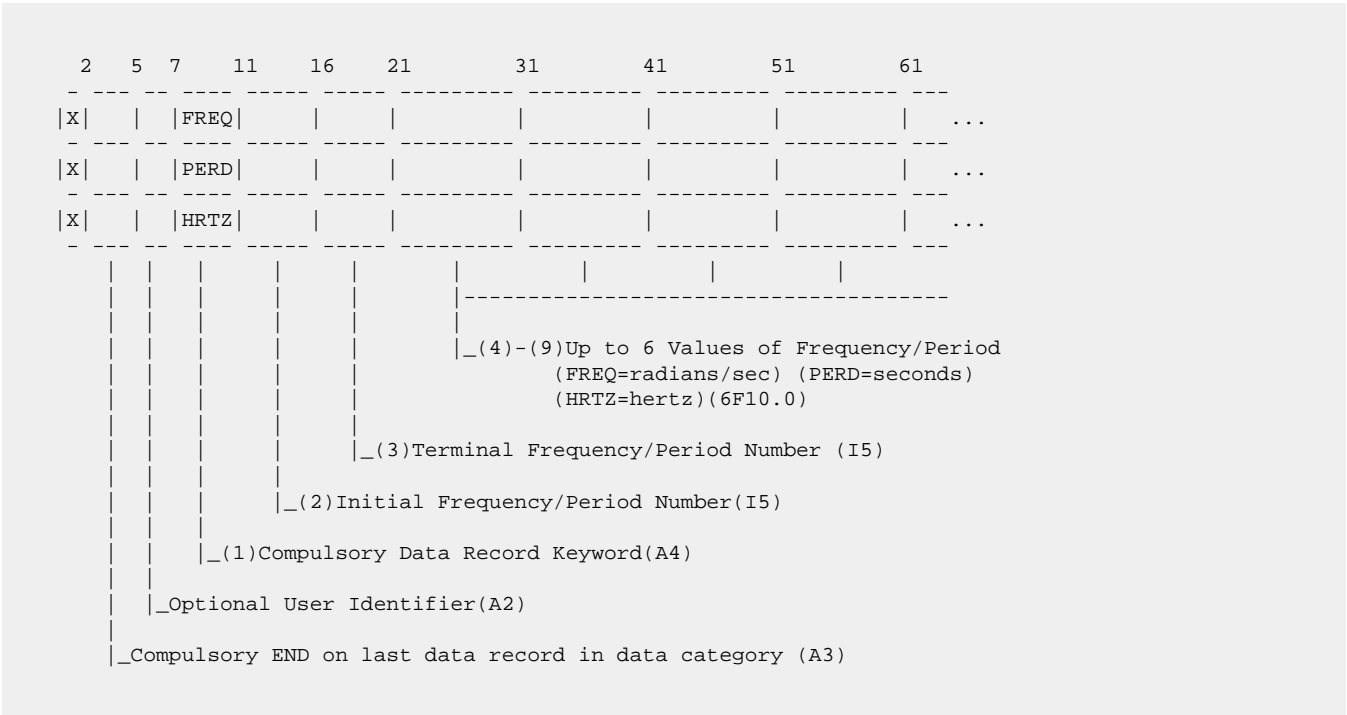 2 5 7 11 16 21 31 41 51 61
- --- -- ---- ----- ----- --------- --------- --------- --------- ---
|X| | |FREQ| | | | | | | ...
- --- -- ---- ----- ----- --------- --------- --------- --------- ---
|X| | |PERD| | | | | | | ...
- --- -- ---- ----- ----- --------- --------- --------- --------- ---
|X| | |HRTZ| | | | | | | ...
- --- -- ---- ----- ----- --------- --------- --------- --------- ---
| | | | | | | | |
| | | | | |--------------------------------------
| | | | | |
| | | | | |_(4)-(9)Up to 6 Values of Frequency/Period
| | | | | (FREQ=radians/sec) (PERD=seconds)
| | | | | (HRTZ=hertz)(6F10.0)
| | | | |
| | | | |_(3)Terminal Frequency/Period Number (I5)
| | | |
| | | |_(2)Initial Frequency/Period Number(I5)
| | |
| | |_(1)Compulsory Data Record Keyword(A4)
| |
| |_Optional User Identifier(A2)
|
|_Compulsory END on last data record in data category (A3)